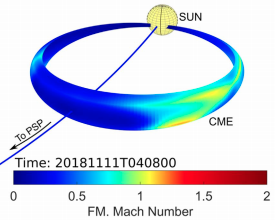 SUN
CME
To PSP
Time: 20181111T040800
0 0.5 1 1.5 2
FM. Mach Number